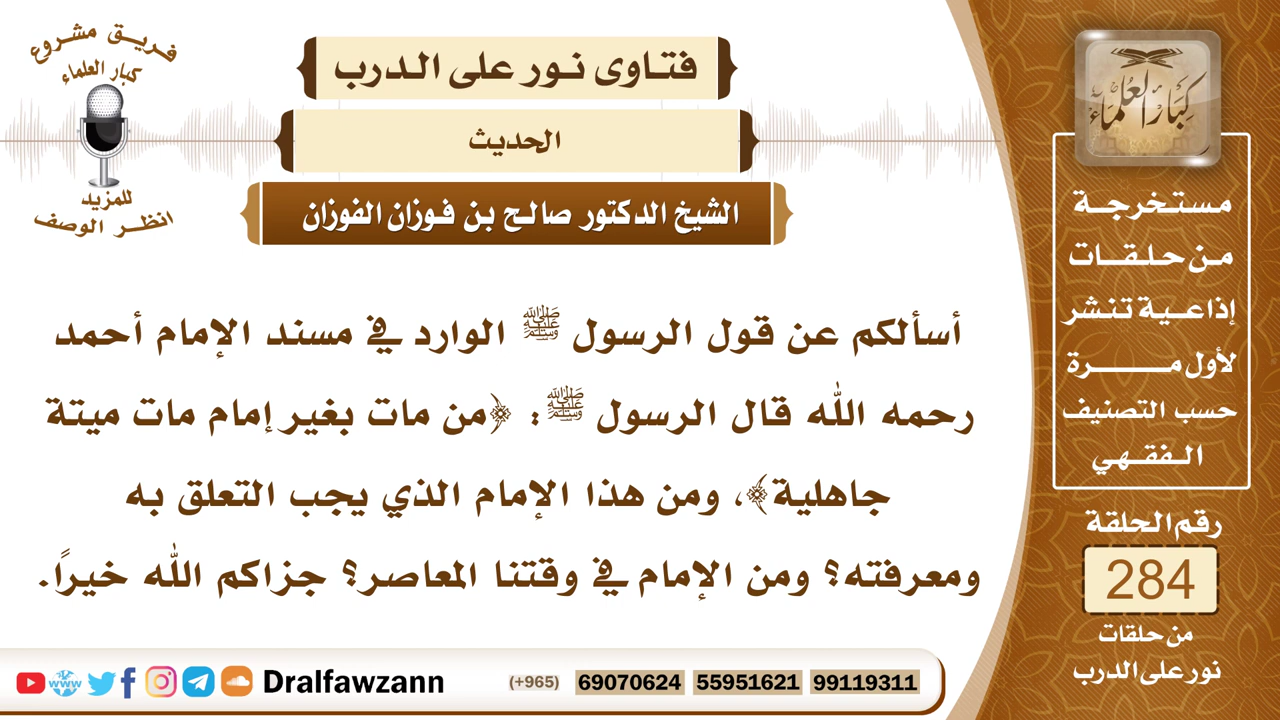 فريق مشروع
كبار العلماء
للمزيد
انظر الوصف
فتاوى نور على الدرب
الحديث
الشيخ الدكتور صالح بن فوزان الفوزان
أسألكم عن قول الرسول ﷺ الوارد في مسند الإمام أحمد
رحمه الله قال الرسول ﷺ: ﴿من مات بغير إمام مات ميتة
جاهلية﴾، ومن هذا الإمام الذي يجب التعلق به
ومعرفته؟ ومن الإمام في وقتنا المعاصر؟ جزاكم الله خيرًا.
كبار العلماء
مستخرجة
من حلقات
إذاعية تنشر
لأول مرة
حسب التصنيف
الفقهي
رقم الحلقة
284
من حلقات
نور على الدرب
www Dralfawzann (+965) 69070624 55951621 99119311